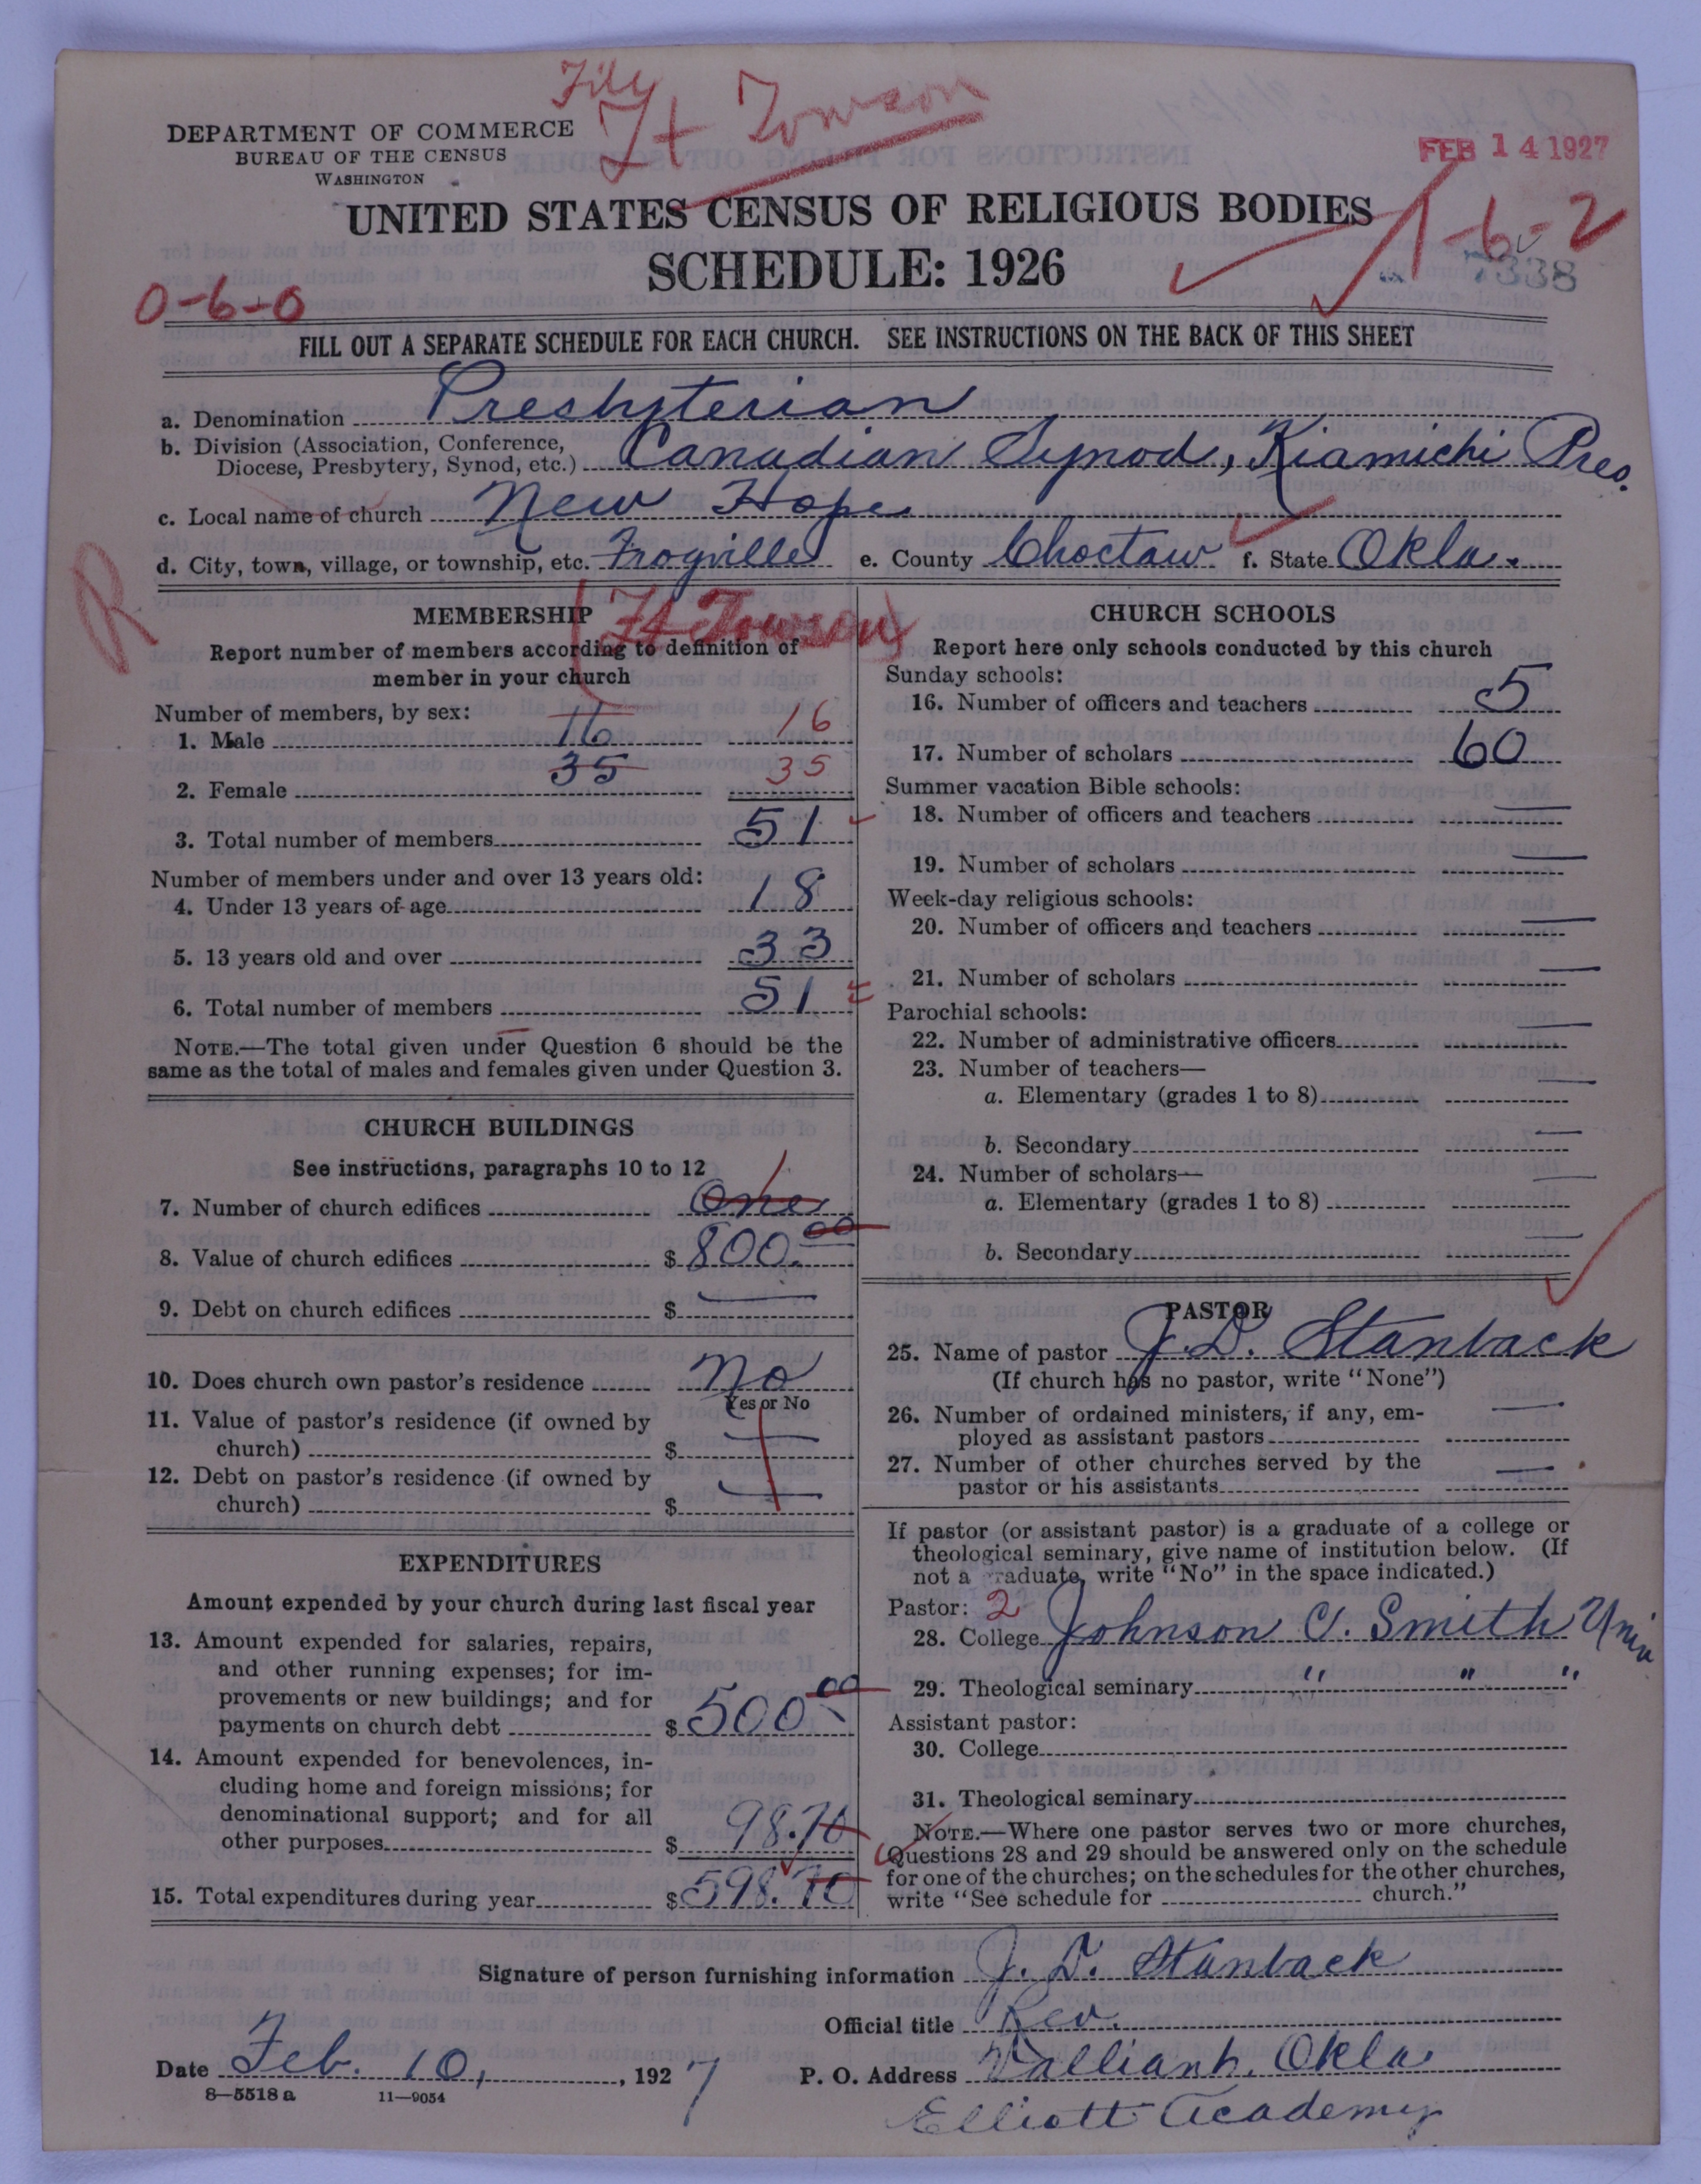 File
Ft Towson
DEPARTMENT OF COMMERCE
BUREAU OF THE CENSUS
WASHINGTON
FEB 14 1927
UNITED STATES CENSUS OF RELIGIOUS BODIES
1-6-2
SCHEDULE: 1926
7338
0-6-0
FILL OUT A SEPARATE SCHEDULE FOR EACH CHURCH. SEE INSTRUCTIONS ON THE BACK OF THIS SHEET
a. Denomination Presbyterian
b. Division (Association, Conference,
Diocese, Presbytery, Synod, etc.) Canadian Synod, Kiamichi Pres.
c. Local name of church New Hope
d. City, town, village, or township, etc. Frogville e. County Choctaw f. State Okla.
R
(Ft Towson)
MEMBERSHIP
Report number of members according to definition of
member in your church
Number of members, by sex:
1. Male 16 16
2. Female 35 35
3. Total number of members 51
Number of members under and over 13 years old:
4. Under 13 years of age 18
5. 13 years old and over 33
6. Total number of members 51
NOTE.—The total given under Question 6 should be the
same as the total of males and females given under Question 3.
CHURCH BUILDINGS
See instructions, paragraphs 10 to 12
7. Number of church edifices One 1
8. Value of church edifices $ 800.00
9. Debt on church edifices $ —
10. Does church own pastor's residence No
Yes or No
11. Value of pastor's residence (if owned by
church) $ —
12. Debt on pastor's residence (if owned by
church) $ —
EXPENDITURES
Amount expended by your church during last fiscal year
13. Amount expended for salaries, repairs,
and other running expenses; for im-
provements or new buildings; and for
payments on church debt $ 500.00
14. Amount expended for benevolences, in-
cluding home and foreign missions; for
denominational support; and for all
other purposes $ 98.70
15. Total expenditures during year $ 598.70
CHURCH SCHOOLS
Report here only schools conducted by this church
Sunday schools:
16. Number of officers and teachers 5
17. Number of scholars 60
Summer vacation Bible schools:
18. Number of officers and teachers —
19. Number of scholars —
Week-day religious schools:
20. Number of officers and teachers —
21. Number of scholars —
Parochial schools:
22. Number of administrative officers —
23. Number of teachers—
a. Elementary (grades 1 to 8) —
b. Secondary —
24. Number of scholars—
a. Elementary (grades 1 to 8) —
b. Secondary —
PASTOR
25. Name of pastor J. D. Stanback
(If church has no pastor, write "None")
26. Number of ordained ministers, if any, em-
ployed as assistant pastors —
27. Number of other churches served by the
pastor or his assistants —
If pastor (or assistant pastor) is a graduate of a college or
theological seminary, give name of institution below. (If
not a graduate, write "No" in the space indicated.)
Pastor: 2
28. College Johnson C. Smith Univ
29. Theological seminary " " "
Assistant pastor:
30. College
31. Theological seminary
NOTE.—Where one pastor serves two or more churches,
Questions 28 and 29 should be answered only on the schedule
for one of the churches; on the schedules for the other churches,
write "See schedule for church."
Signature of person furnishing information J. D. Stanback
Official title Rev.
Date Feb. 10, , 1927 P. O. Address Valliant, Okla
8—5518 a 11—9054
Elliott Academy